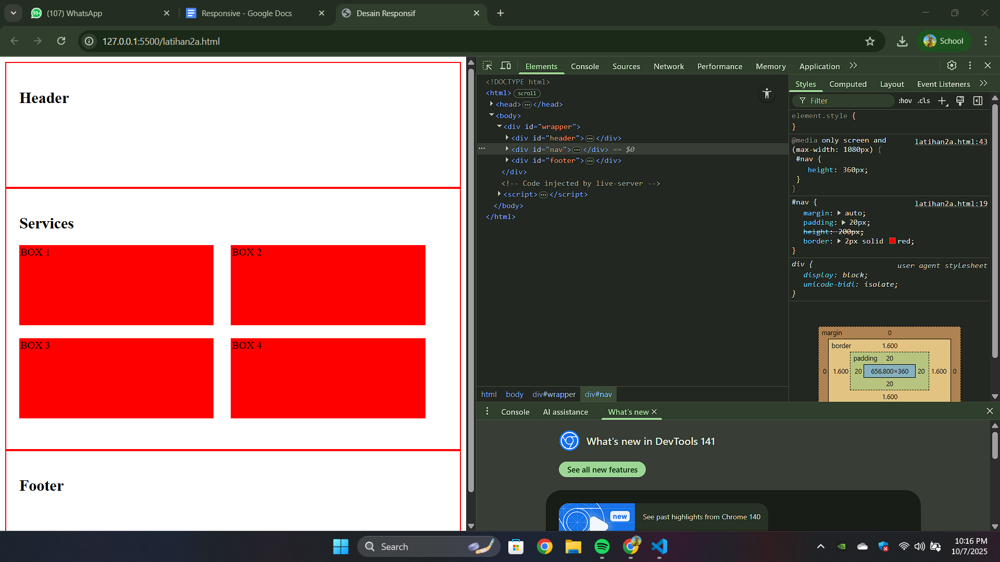 99+
(107) WhatsApp
Responsive - Google Docs
Desain Responsif
127.0.0.1:5500/latihan2a.html
School
Header
Services
BOX 1
BOX 2
BOX 3
BOX 4
Footer
Elements
Console
Sources
Network
Performance
Memory
Application
<!DOCTYPE html>
<html> scroll
<head> … </head>
<body>
<div id="wrapper">
<div id="header"> … </div>
… <div id="nav"> … </div> == $0
<div id="footer"> … </div>
</div>
<!-- Code injected by live-server -->
<script> … </script>
</body>
</html>
html body div#wrapper div#nav
Styles
Computed
Layout
Event Listeners
Filter
:hov .cls
element.style {
}
@media only screen and latihan2a.html:43
(max-width: 1080px) {
#nav {
height: 360px;
}
}
#nav { latihan2a.html:19
margin: auto;
padding: 20px;
height: 200px;
border: 2px solid red;
}
div { user agent stylesheet
display: block;
unicode-bidi: isolate;
}
margin 0
border 1.600
padding 20
0 1.600 20 656.800×360 20 1.600 0
20
1.600
Console
AI assistance
What's new
What's new in DevTools 141
See all new features
new
See past highlights from Chrome 140
Search
10:16 PM
10/7/2025